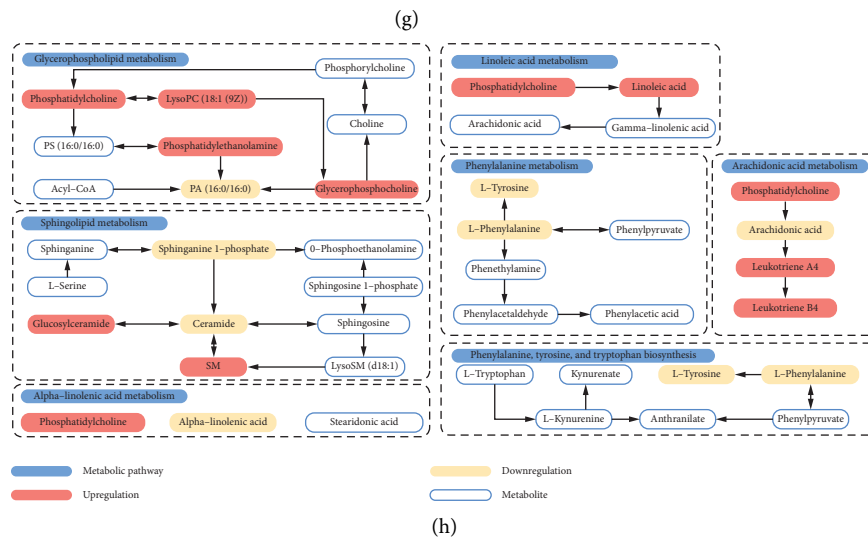 (g)
Glycerophospholipid metabolism
Phosphorylcholine
Phosphatidylcholine
LysoPC (18:1 (9Z))
Choline
PS (16:0/16:0)
Phosphatidylethanolamine
Acyl–CoA
PA (16:0/16:0)
Glycerophosphocholine
Sphingolipid metabolism
Sphinganine
Sphinganine 1–phosphate
0–Phosphoethanolamine
L–Serine
Sphingosine 1–phosphate
Glucosylceramide
Ceramide
Sphingosine
SM
LysoSM (d18:1)
Alpha–linolenic acid metabolism
Phosphatidylcholine
Alpha–linolenic acid
Stearidonic acid
Linoleic acid metabolism
Phosphatidylcholine
Linoleic acid
Arachidonic acid
Gamma–linolenic acid
Phenylalanine metabolism
L–Tyrosine
L–Phenylalanine
Phenylpyruvate
Phenethylamine
Phenylacetaldehyde
Phenylacetic acid
Arachidonic acid metabolism
Phosphatidylcholine
Arachidonic acid
Leukotriene A4
Leukotriene B4
Phenylalanine, tyrosine, and tryptophan biosynthesis
L–Tryptophan
Kynurenate
L–Tyrosine
L–Phenylalanine
L–Kynurenine
Anthranilate
Phenylpyruvate
Metabolic pathway
Downregulation
Upregulation
Metabolite
(h)